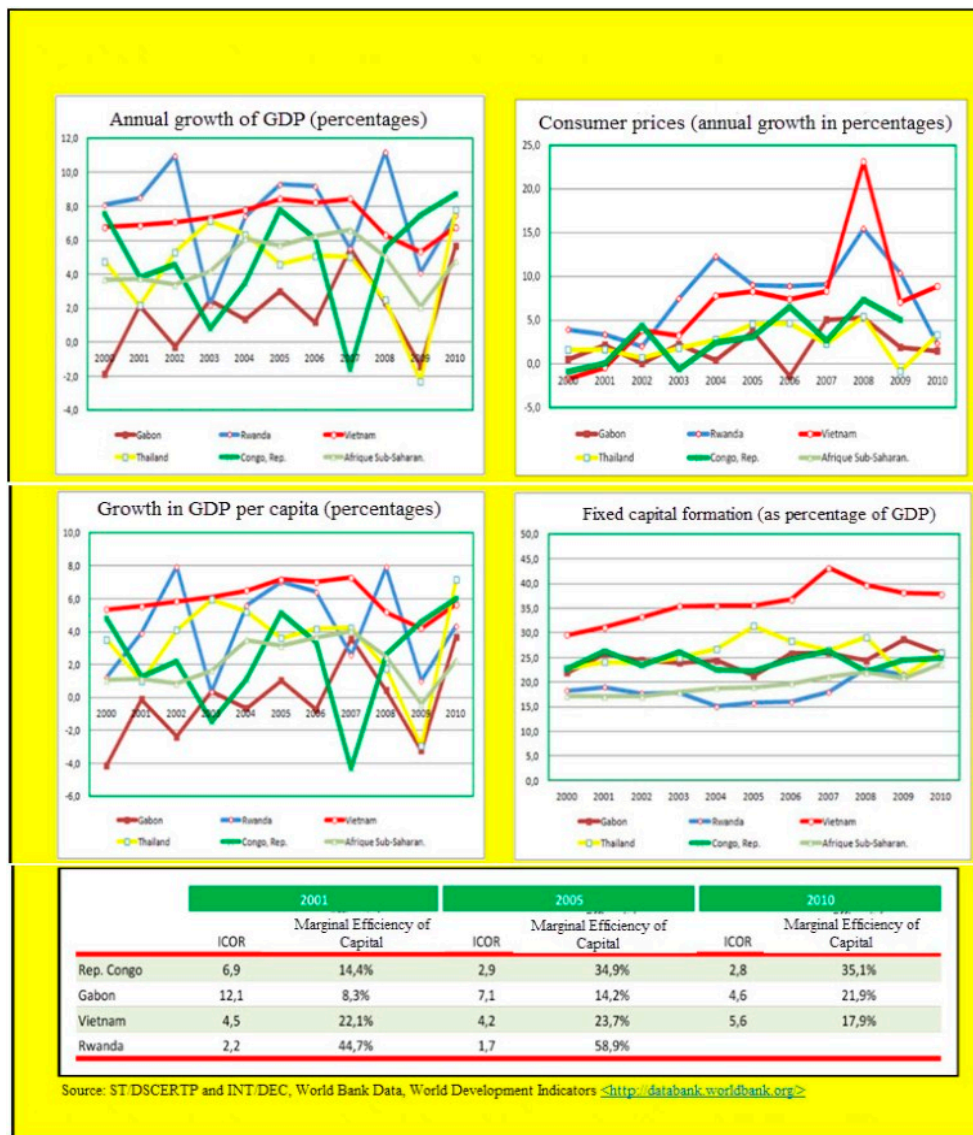 Annual growth of GDP (percentages)
12,0
10,0
8,0
6,0
4,0
2,0
0,0
-2,0
-4,0
2000 2001 2002 2003 2004 2005 2006 2007 2008 2009 2010
Gabon Rwanda Vietnam
Thailand Congo, Rep. Afrique Sub-Saharan.
Consumer prices (annual growth in percentages)
25,0
20,0
15,0
10,0
5,0
0,0
-5,0
2000 2001 2002 2003 2004 2005 2006 2007 2008 2009 2010
Gabon Rwanda Vietnam
Thailand Congo, Rep. Afrique Sub-Saharan.
Growth in GDP per capita (percentages)
10,0
8,0
6,0
4,0
2,0
0,0
-2,0
-4,0
-6,0
2000 2001 2002 2003 2004 2005 2006 2007 2008 2009 2010
Gabon Rwanda Vietnam
Thailand Congo, Rep. Afrique Sub-Saharan.
Fixed capital formation (as percentage of GDP)
50,0
45,0
40,0
35,0
30,0
25,0
20,0
15,0
10,0
5,0
0,0
2000 2001 2002 2003 2004 2005 2006 2007 2008 2009 2010
Gabon Rwanda Vietnam
Thailand Congo, Rep. Afrique Sub-Saharan.
2001 2005 2010
Marginal Efficiency of Marginal Efficiency of Marginal Efficiency of
ICOR Capital ICOR Capital ICOR Capital
Rep. Congo 6,9 14,4% 2,9 34,9% 2,8 35,1%
Gabon 12,1 8,3% 7,1 14,2% 4,6 21,9%
Vietnam 4,5 22,1% 4,2 23,7% 5,6 17,9%
Rwanda 2,2 44,7% 1,7 58,9%
Source: ST/DSCERTP and INT/DEC, World Bank Data, World Development Indicators <http://databank.worldbank.org/>